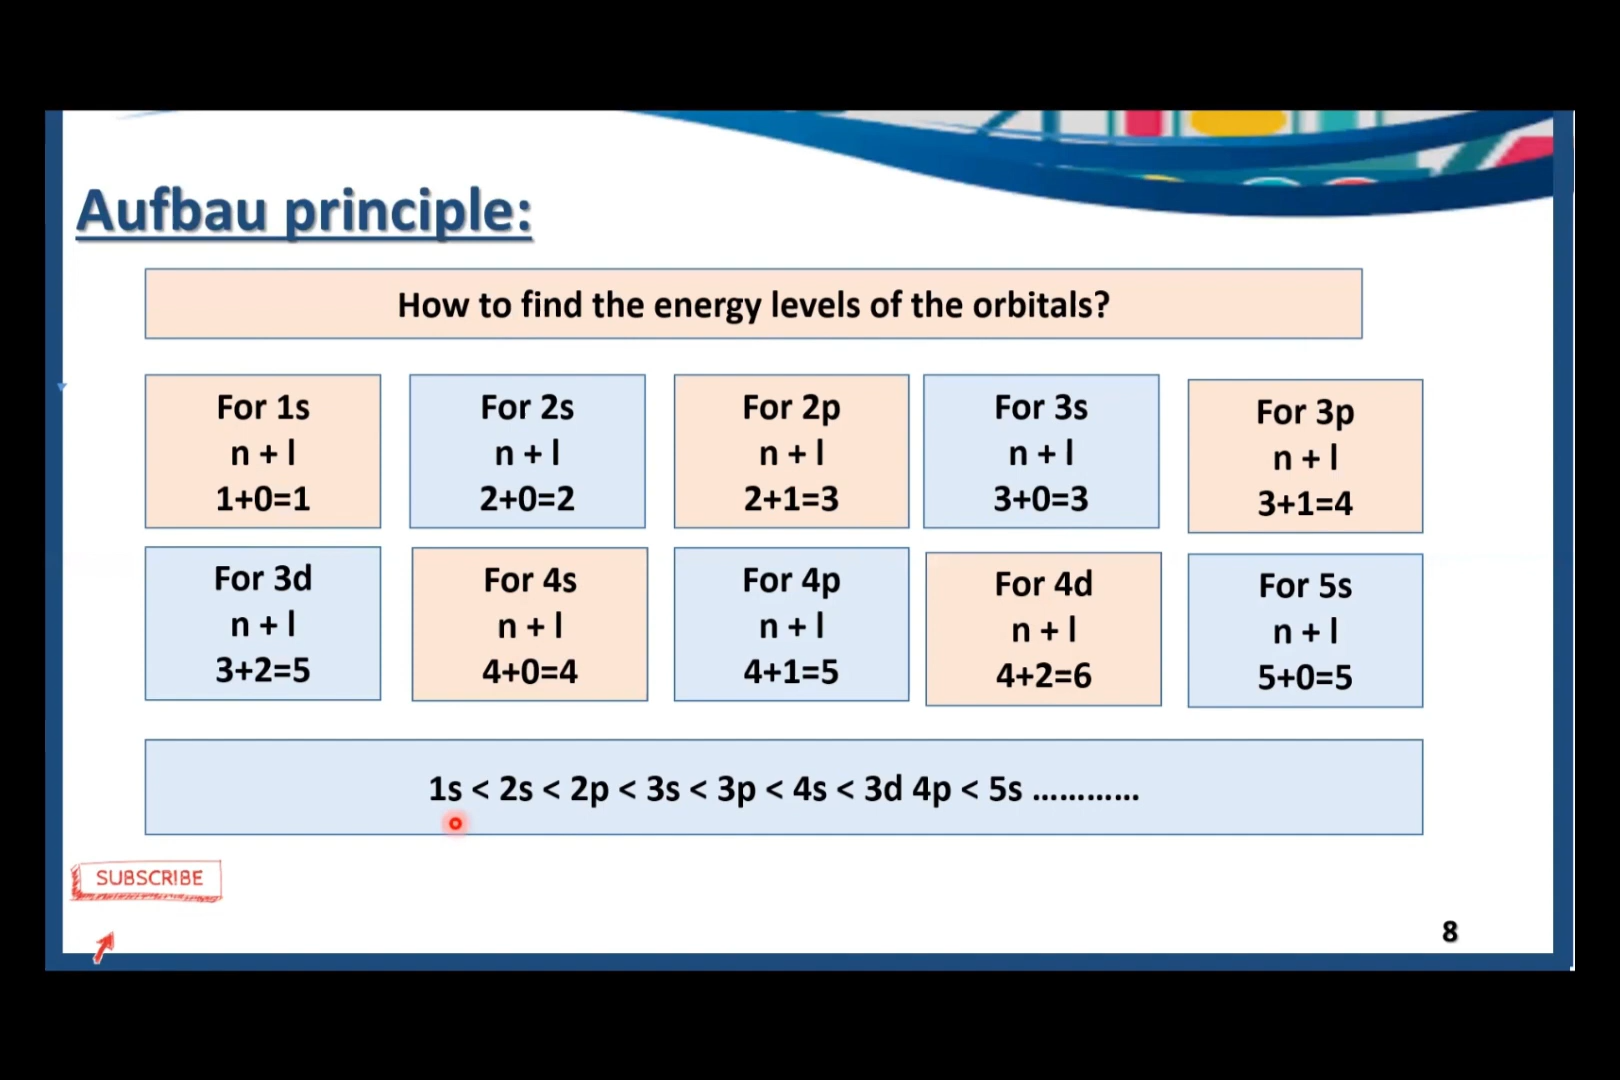 Aufbau principle:
How to find the energy levels of the orbitals?
For 1s
n + l
1+0=1
For 2s
n + l
2+0=2
For 2p
n + l
2+1=3
For 3s
n + l
3+0=3
For 3p
n + l
3+1=4
For 3d
n + l
3+2=5
For 4s
n + l
4+0=4
For 4p
n + l
4+1=5
For 4d
n + l
4+2=6
For 5s
n + l
5+0=5
1s < 2s < 2p < 3s < 3p < 4s < 3d 4p < 5s ............
SUBSCRIBE
8